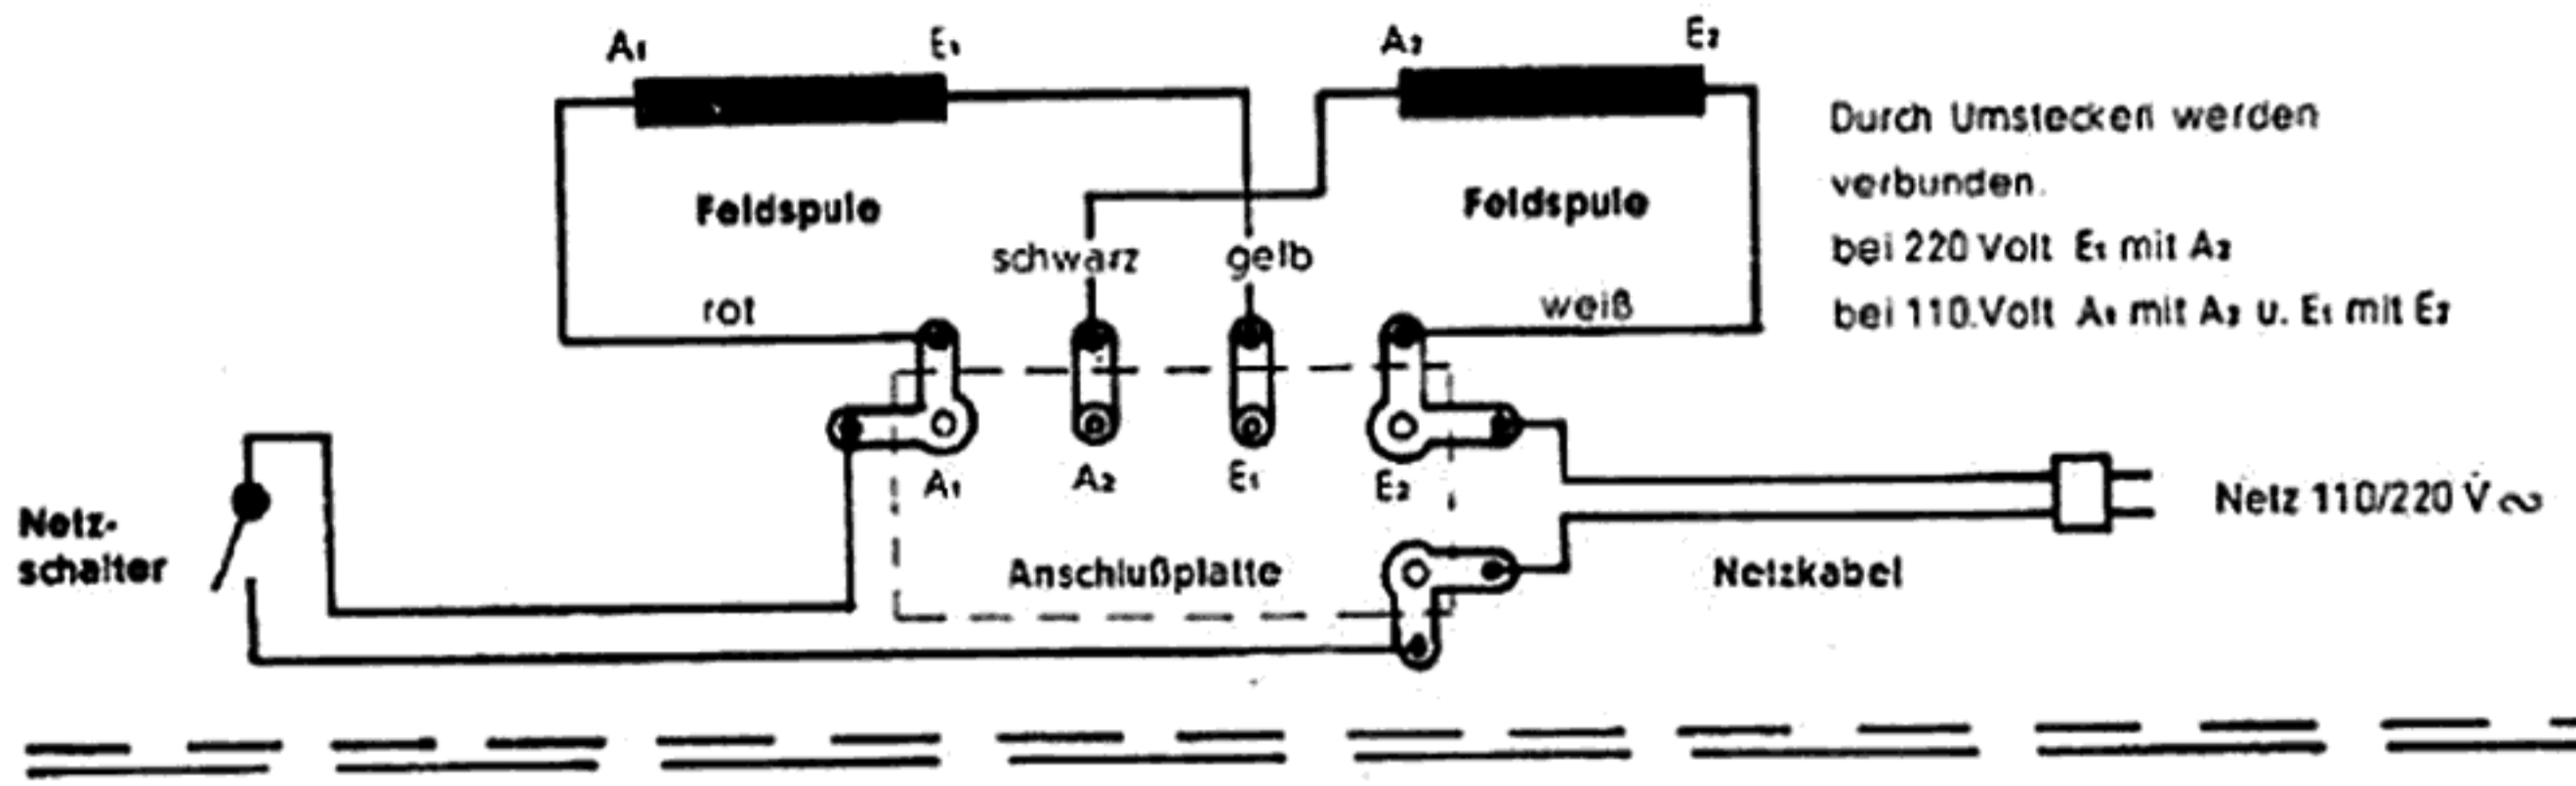 A₁ E₁ A₂ E₂
Durch Umstecken werden
verbunden.
Feldspule Feldspule
bei 220 Volt E₁ mit A₂
schwarz gelb
rot weiß
bei 110 Volt A₁ mit A₂ u. E₁ mit E₂
A₁ A₂ E₁ E₂
Netz 110/220 V ~
Netz-
schalter
Anschlußplatte Netzkabel